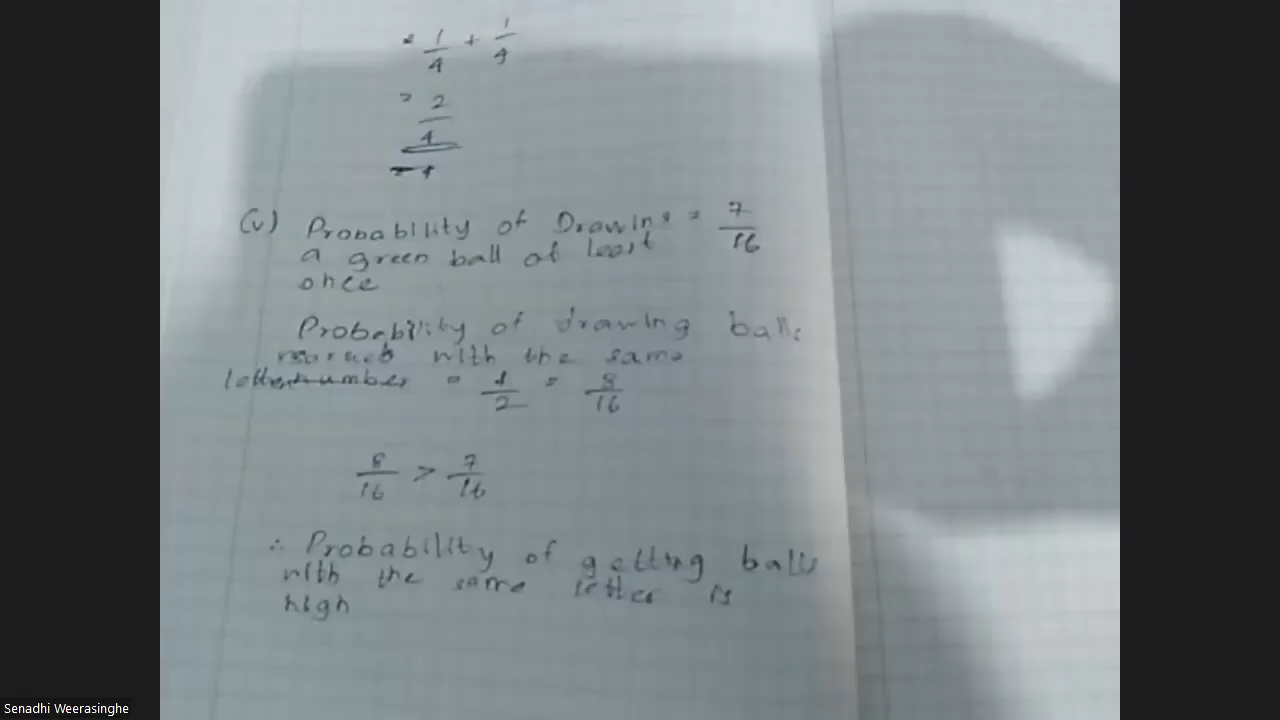 = 1/4 + 1/4
= 2/4
(v) Probability of Drawing = 7/16
a green ball at least
once
Probability of drawing balls
marked with the same
letter number = 1/2 = 8/16
8/16 > 7/16
∴ Probability of getting balls
with the same letter is
high
Senadhi Weerasinghe